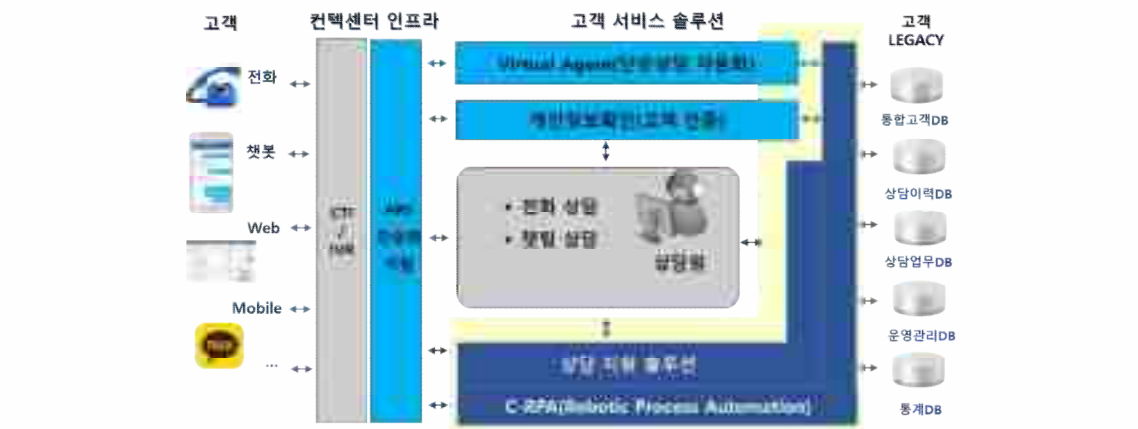 고객
컨텍센터 인프라
고객 서비스 솔루션
고객
LEGACY
전화
챗봇
Web
Mobile
...
CTI
/
IVR
Virtual Agent(단순상담 자동화)
개인정보확인(고객 인증)
• 전화 상담
• 챗팅 상담
상담원
상담 지원 솔루션
C-RPA(Robotic Process Automation)
통합고객DB
상담이력DB
상담업무DB
운영관리DB
통계DB